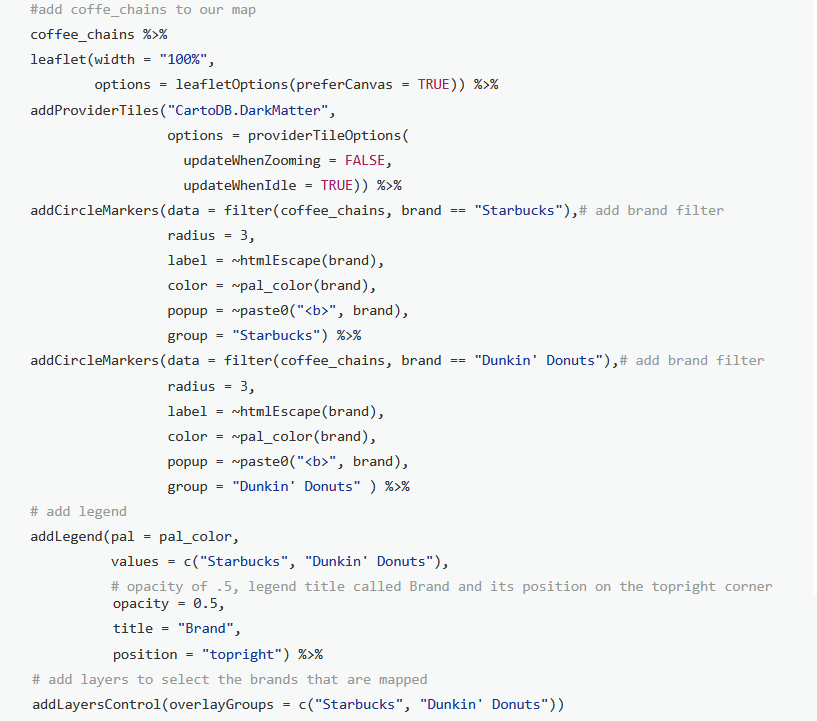 #add coffe_chains to our map
coffee_chains %>%
leaflet(width = "100%",
        options = leafletOptions(preferCanvas = TRUE)) %>%
addProviderTiles("CartoDB.DarkMatter",
                 options = providerTileOptions(
                   updateWhenZooming = FALSE,
                   updateWhenIdle = TRUE)) %>%
addCircleMarkers(data = filter(coffee_chains, brand == "Starbucks"),# add brand filter
                 radius = 3,
                 label = ~htmlEscape(brand),
                 color = ~pal_color(brand),
                 popup = ~paste0("<b>", brand),
                 group = "Starbucks") %>%
addCircleMarkers(data = filter(coffee_chains, brand == "Dunkin' Donuts"),# add brand filter
                 radius = 3,
                 label = ~htmlEscape(brand),
                 color = ~pal_color(brand),
                 popup = ~paste0("<b>", brand),
                 group = "Dunkin' Donuts" ) %>%
# add legend
addLegend(pal = pal_color,
          values = c("Starbucks", "Dunkin' Donuts"),
          # opacity of .5, legend title called Brand and its position on the topright corner
          opacity = 0.5,
          title = "Brand",
          position = "topright") %>%
# add layers to select the brands that are mapped
addLayersControl(overlayGroups = c("Starbucks", "Dunkin' Donuts"))